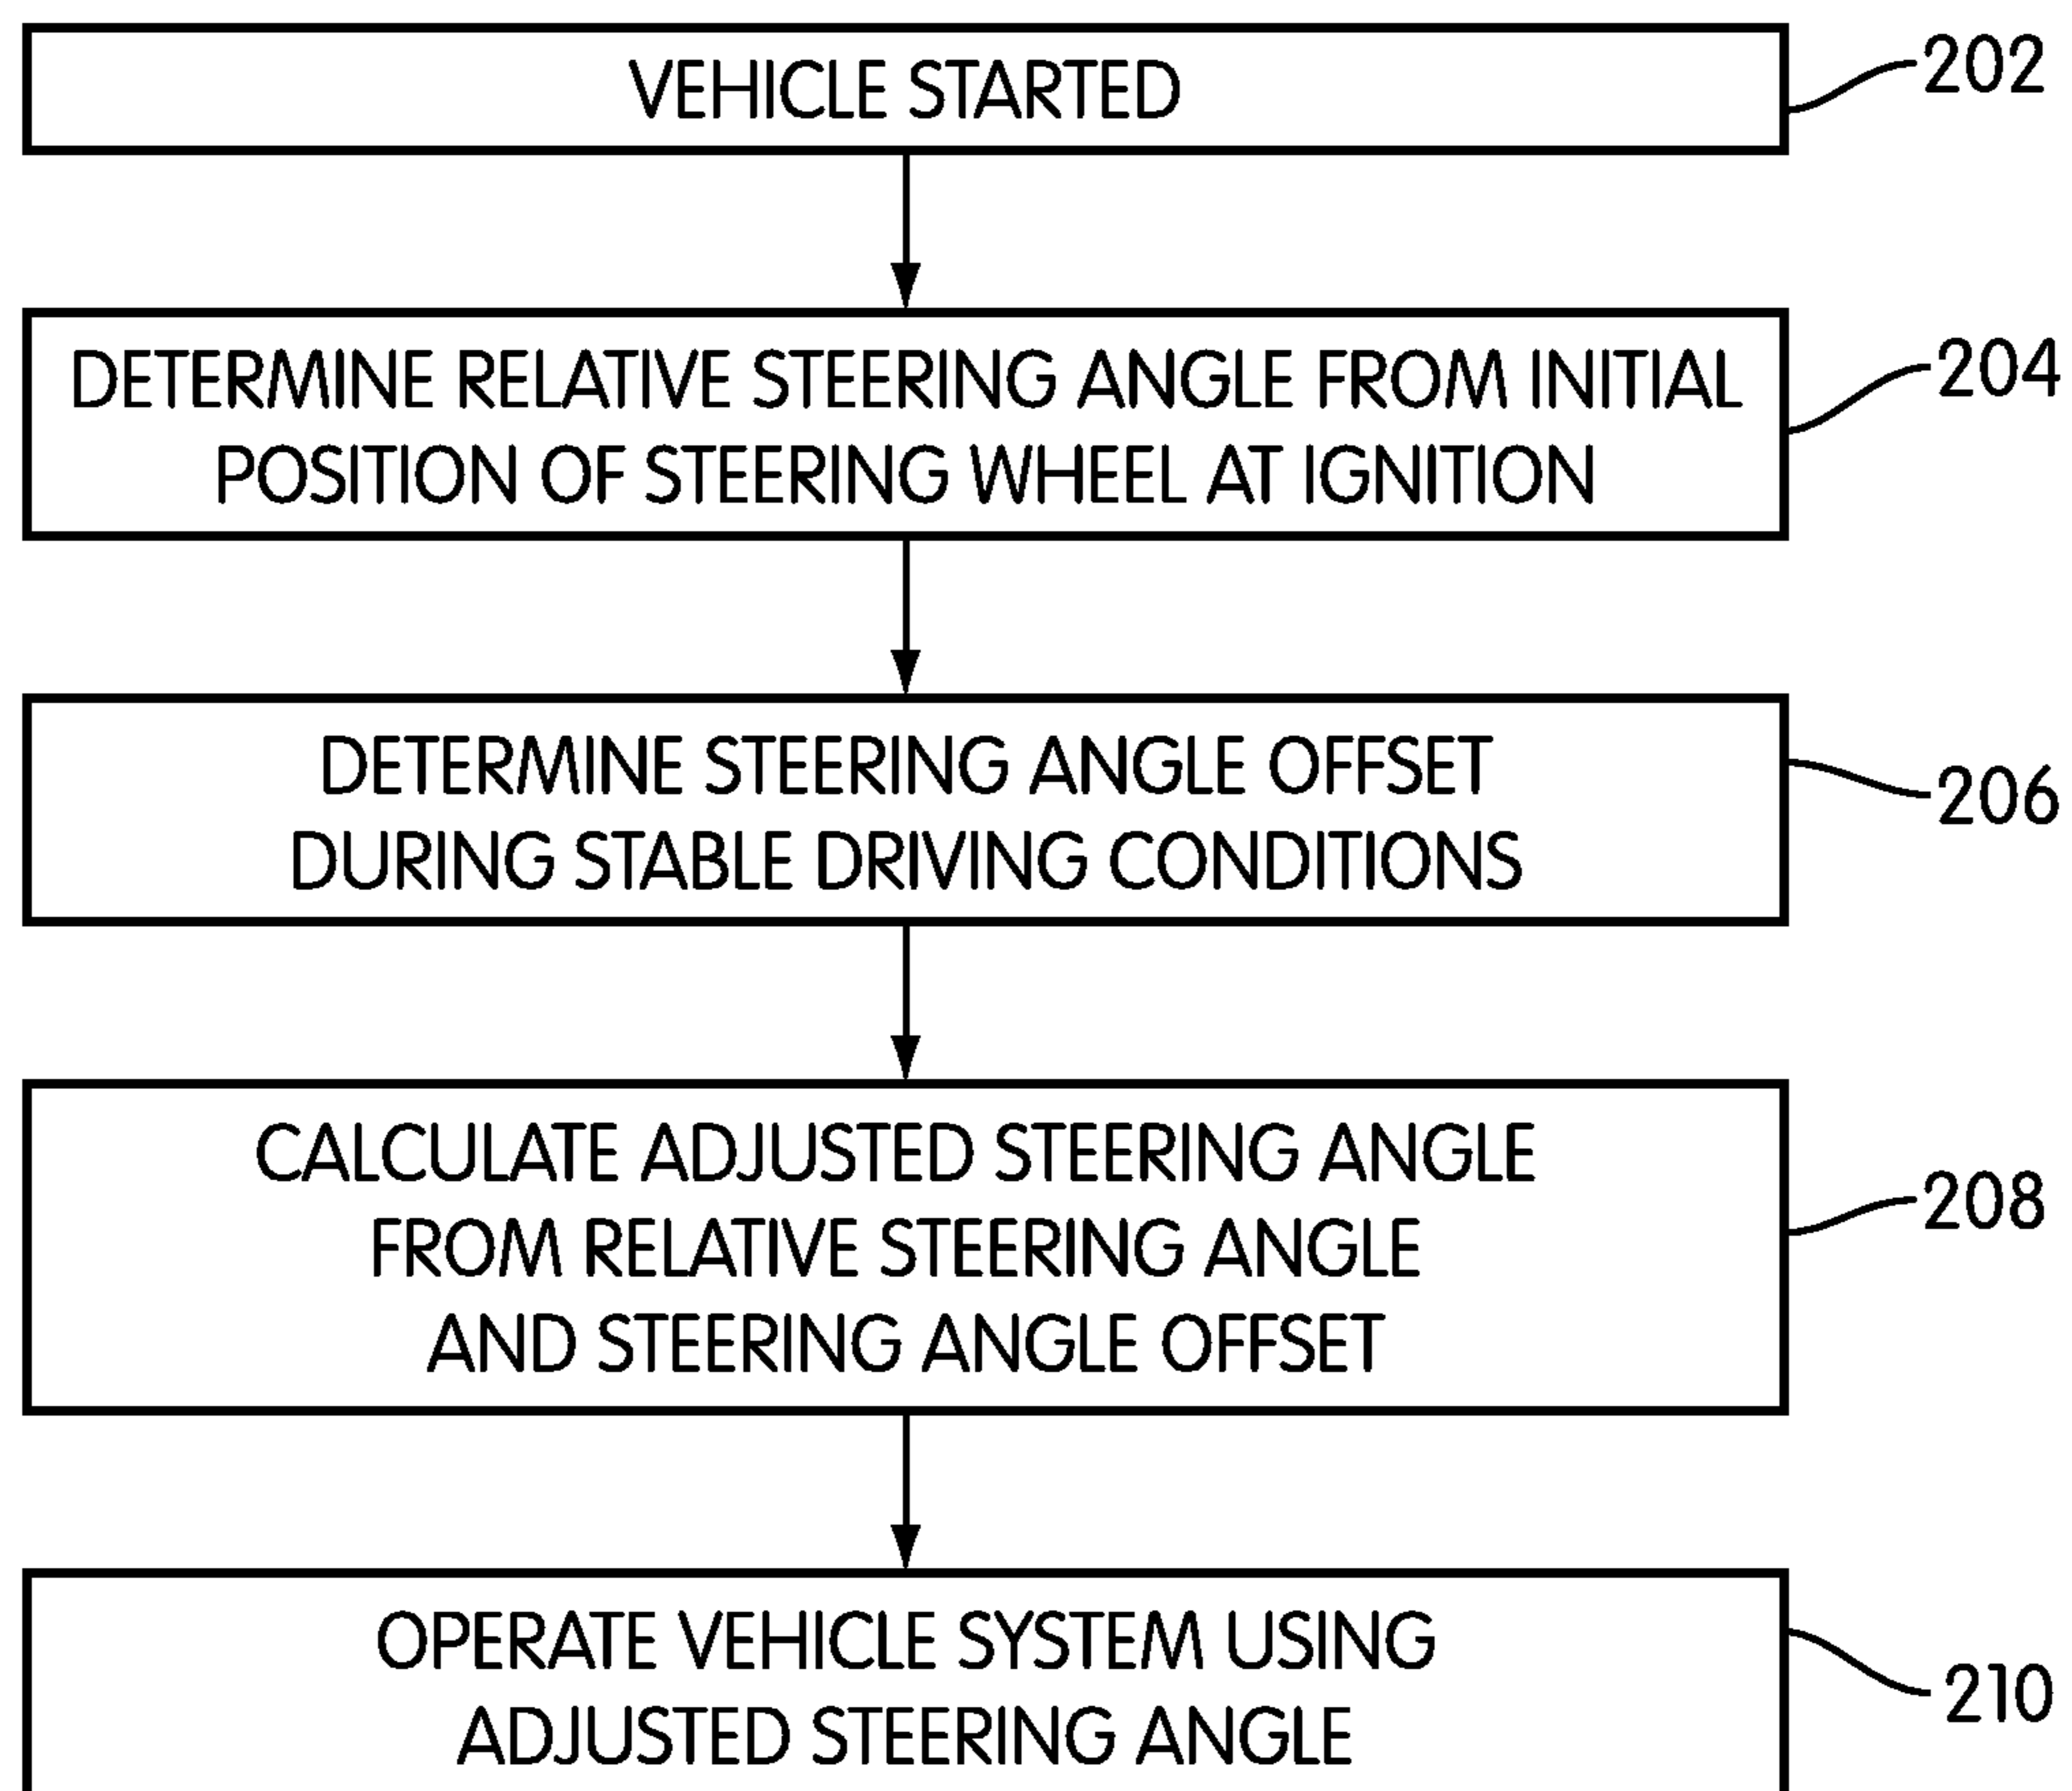 VEHICLE STARTED
202
DETERMINE RELATIVE STEERING ANGLE FROM INITIAL
POSITION OF STEERING WHEEL AT IGNITION
204
DETERMINE STEERING ANGLE OFFSET
DURING STABLE DRIVING CONDITIONS
206
CALCULATE ADJUSTED STEERING ANGLE
FROM RELATIVE STEERING ANGLE
AND STEERING ANGLE OFFSET
208
OPERATE VEHICLE SYSTEM USING
ADJUSTED STEERING ANGLE
210